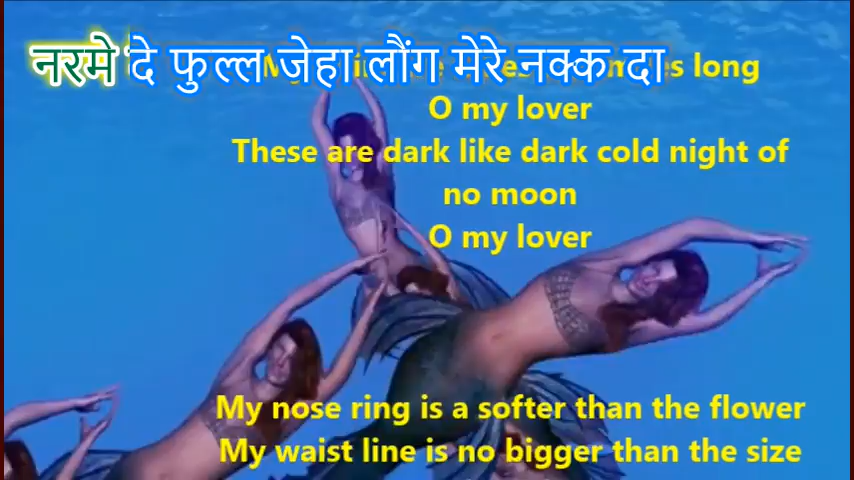 नरमे दे फुल्ल जेहा लौंग मेरे नक्क दा
long
O my lover
These are dark like dark cold night of
no moon
O my lover
My nose ring is a softer than the flower
My waist line is no bigger than the size